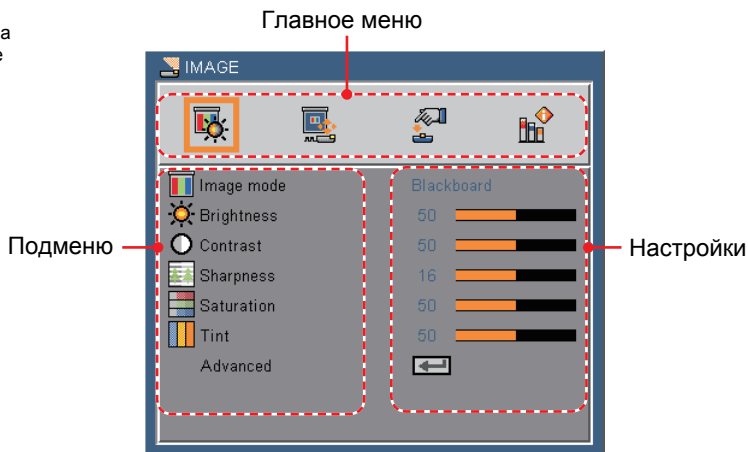 Главное меню
а
е
IMAGE
Image mode Blackboard
Brightness 50
Contrast 50
Подменю
Настройки
Sharpness 16
Saturation 50
Tint 50
Advanced